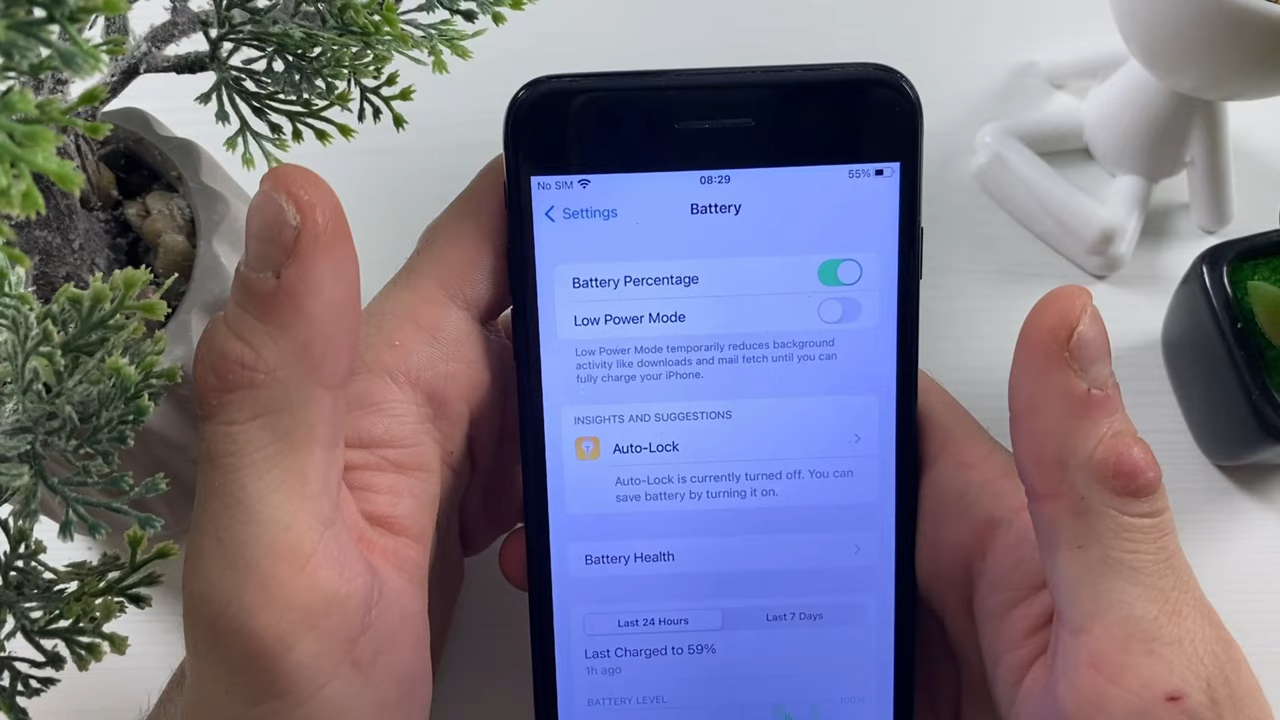 No SIM 08:29 55%
Settings Battery
Battery Percentage
Low Power Mode
Low Power Mode temporarily reduces background
activity like downloads and mail fetch until you can
fully charge your iPhone.
INSIGHTS AND SUGGESTIONS
Auto-Lock
Auto-Lock is currently turned off. You can
save battery by turning it on.
Battery Health
Last 24 Hours Last 7 Days
Last Charged to 59%
1h ago
BATTERY LEVEL 100%